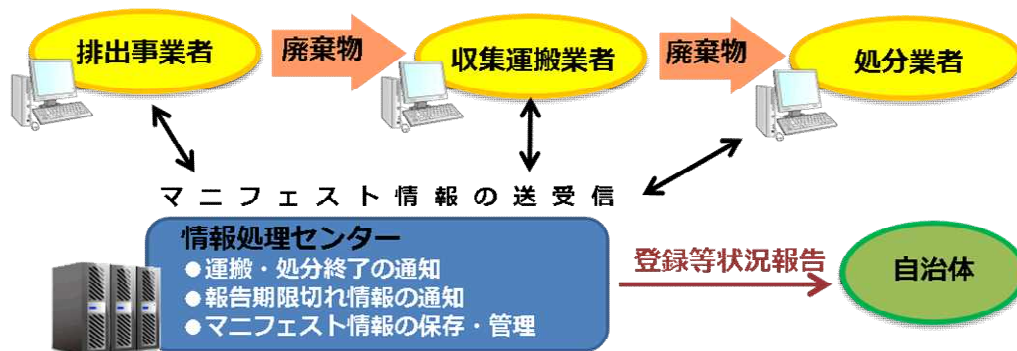 排出事業者
廃棄物
収集運搬業者
廃棄物
処分業者
マニフェスト情報の送受信
情報処理センター
●運搬・処分終了の通知
●報告期限切れ情報の通知
●マニフェスト情報の保存・管理
登録等状況報告
自治体